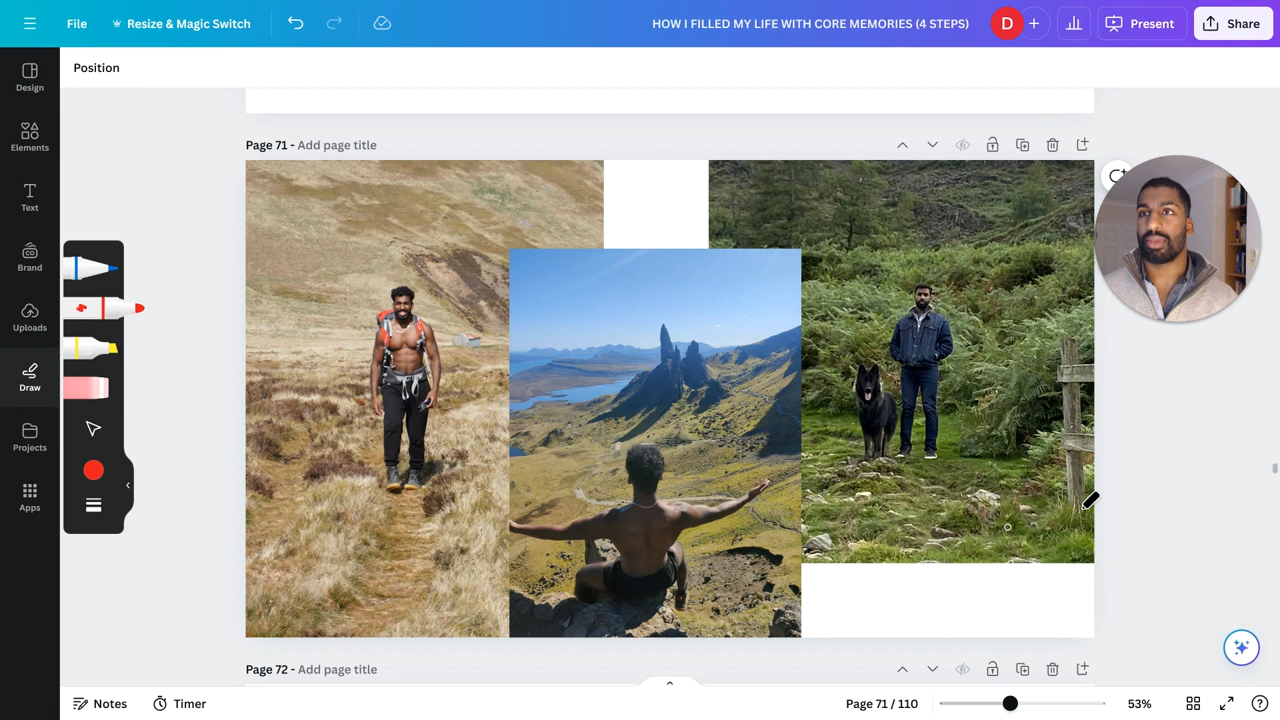 File
Resize & Magic Switch
HOW I FILLED MY LIFE WITH CORE MEMORIES (4 STEPS)
D
Present
Share
Position
Design
Elements
Text
Brand
Uploads
Draw
Projects
Apps
Page 71 - Add page title
Page 72 - Add page title
Notes
Timer
Page 71 / 110
53%